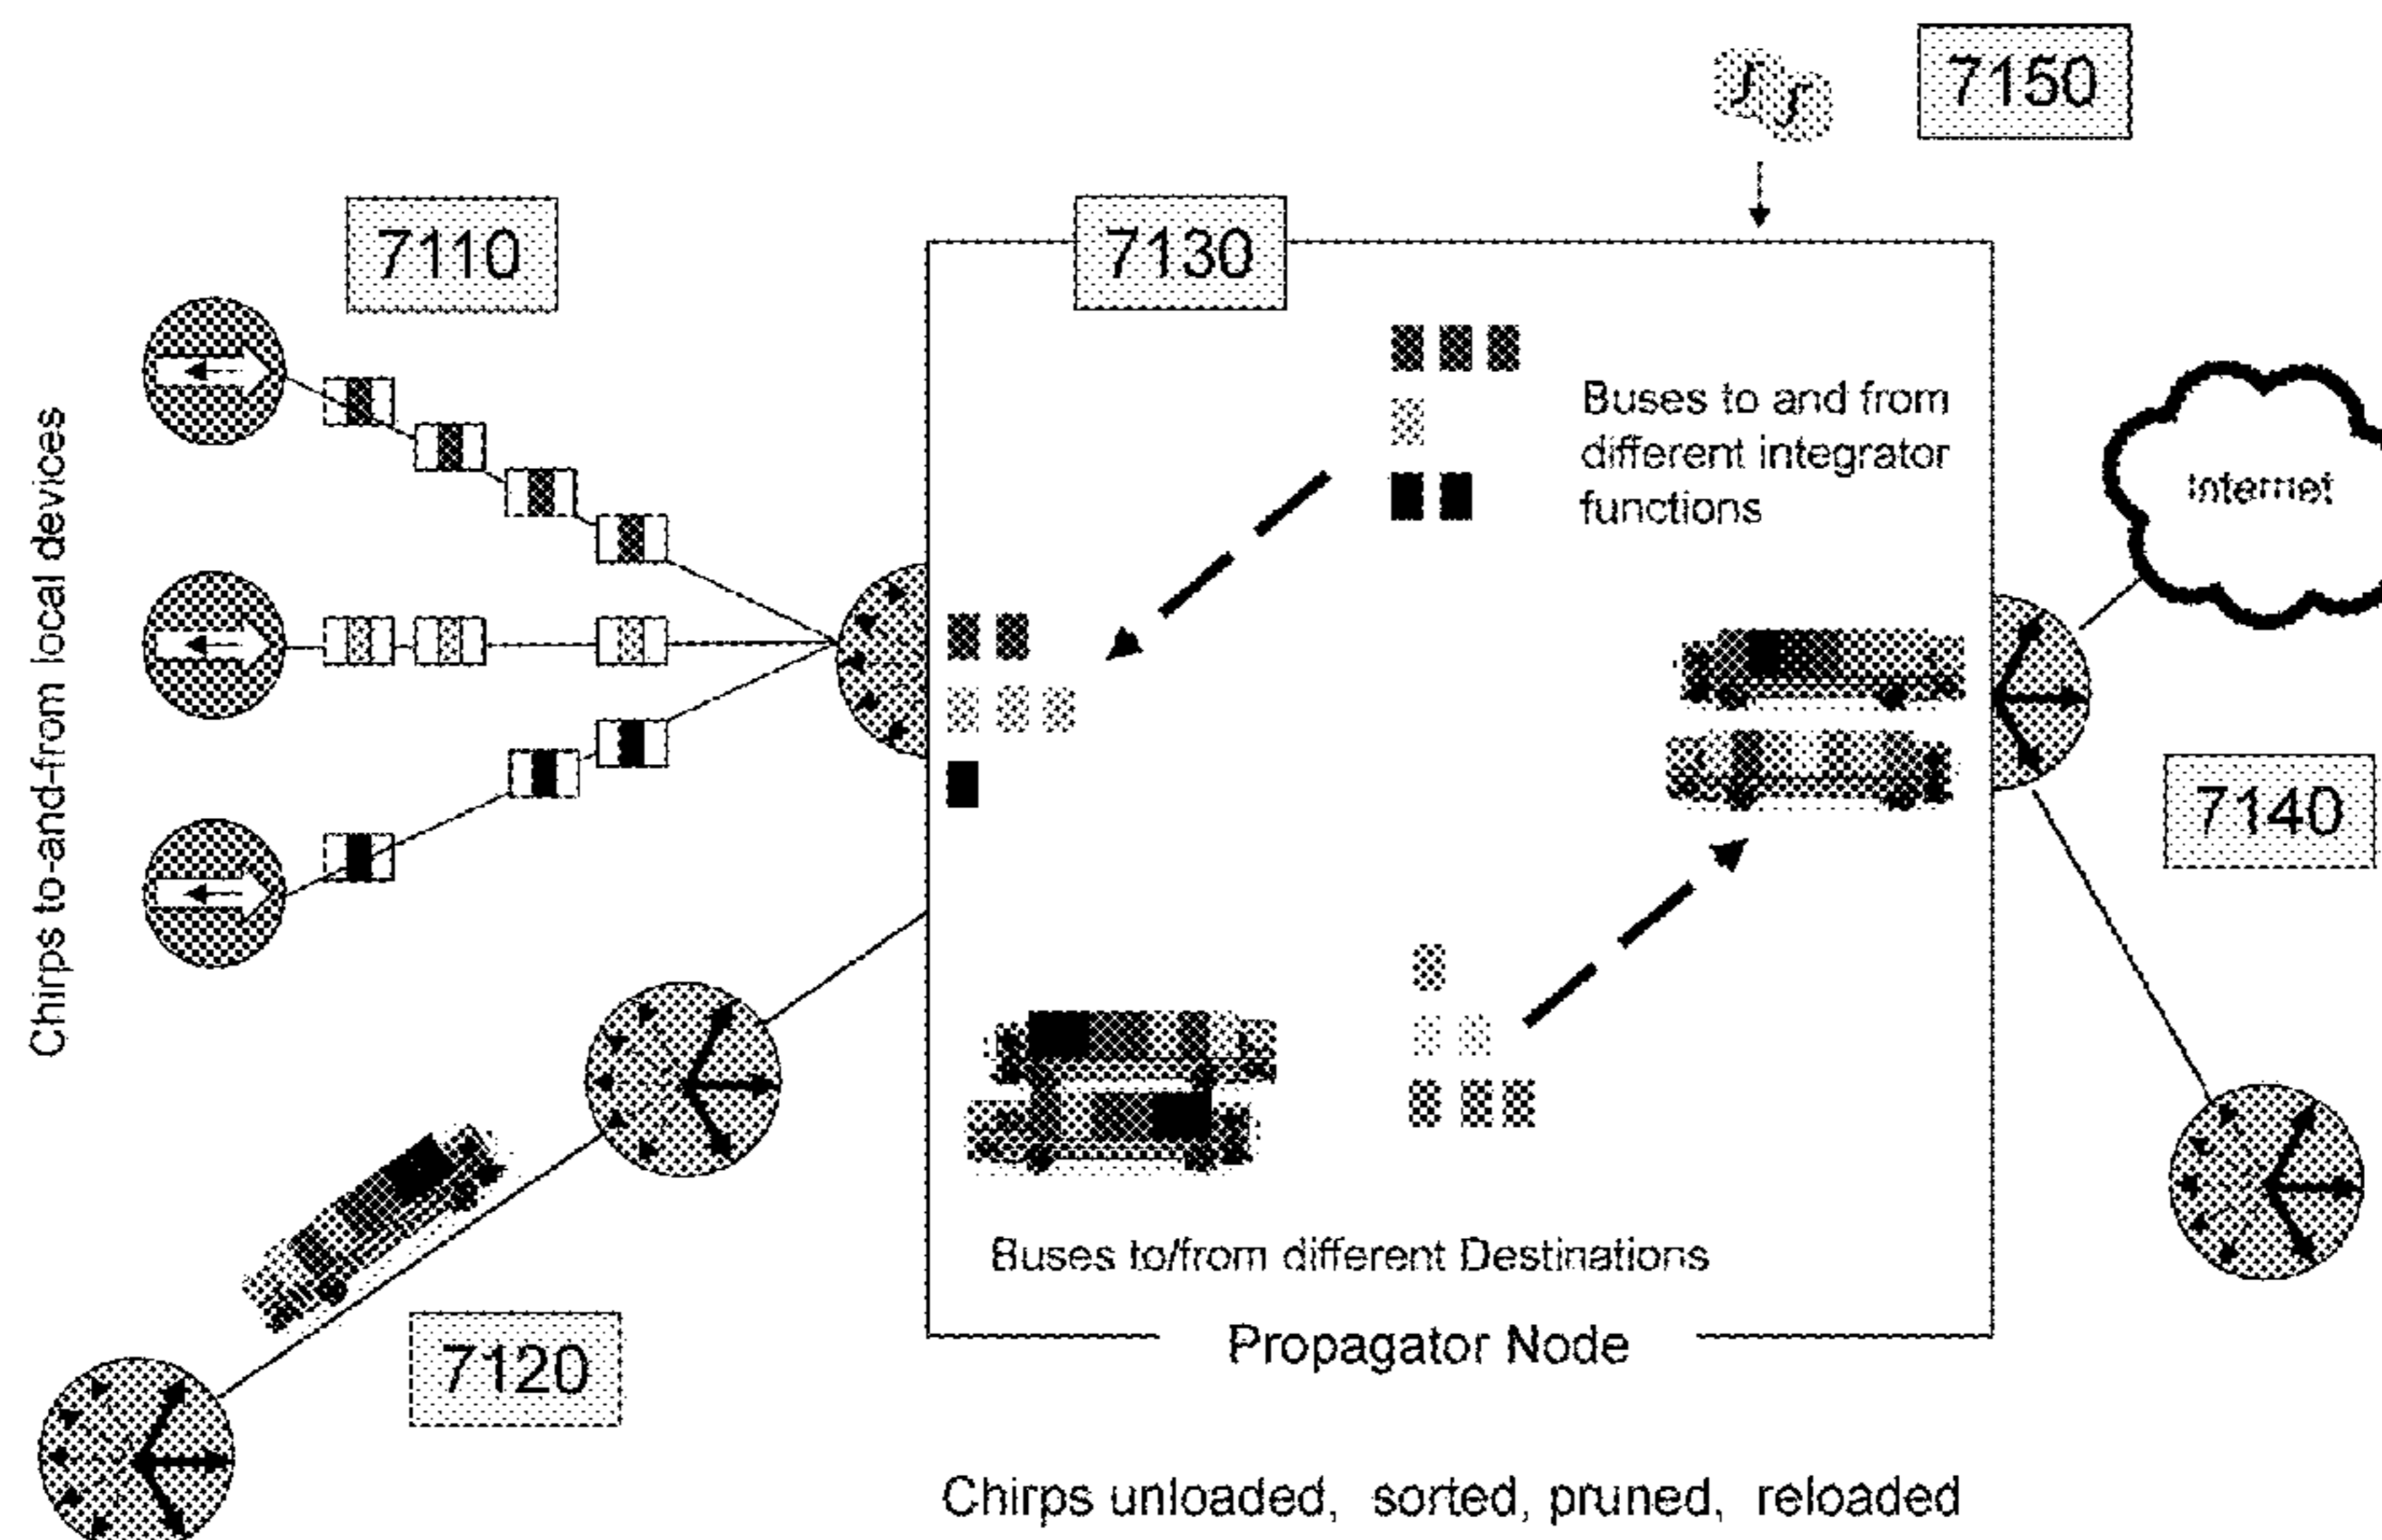 7150
7110
7130
Buses to and from
different integrator
functions
Internet
Chirps to-and-from local devices
7140
Buses to/from different Destinations
Propagator Node
7120
Chirps unloaded, sorted, pruned, reloaded